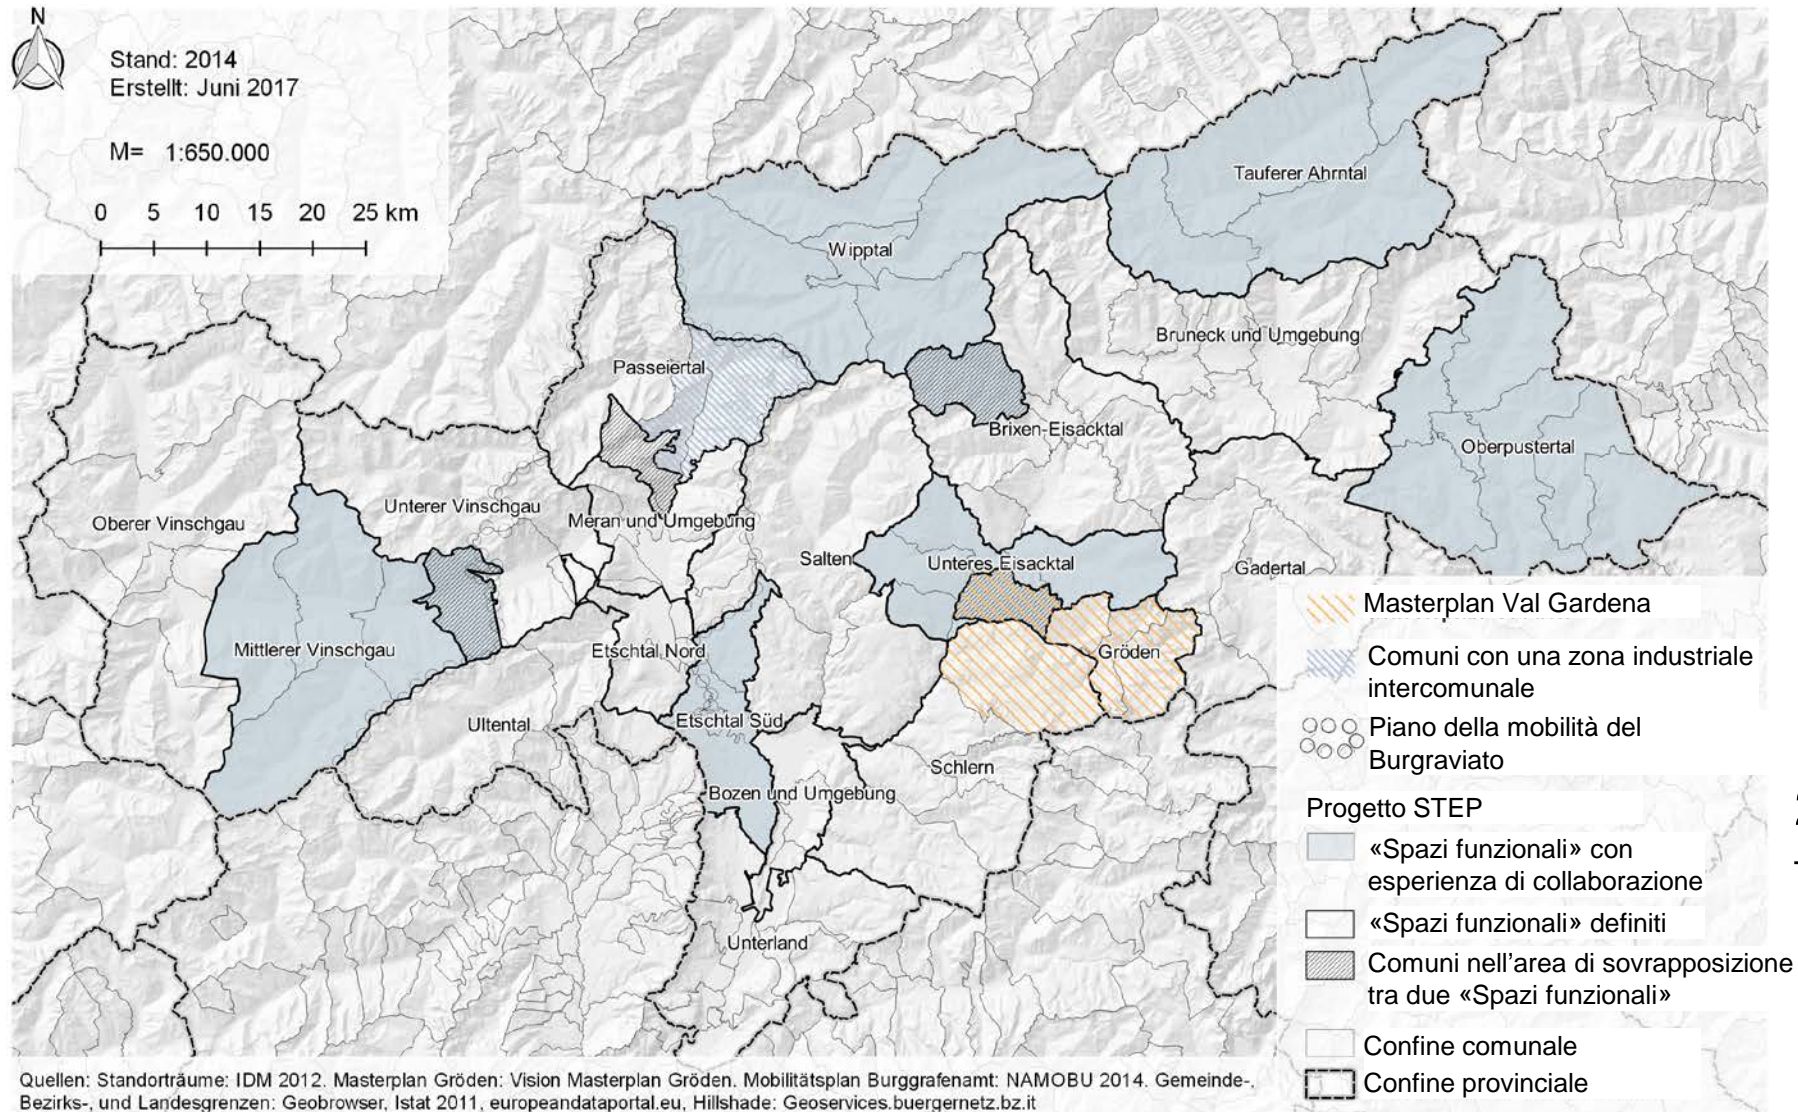 N
Stand: 2014
Erstellt: Juni 2017
M= 1:650.000
0 5 10 15 20 25 km
Tauferer Ahrntal
Wipptal
Bruneck und Umgebung
Passeiertal
Brixen-Eisacktal
Oberpustertal
Unterer Vinschgau
Oberer Vinschgau
Meran und Umgebung
Salten
Unteres Eisacktal
Gadertal
Mittlerer Vinschgau
Etschtal Nord
Gröden
Ultental
Etschtal Süd
Schlern
Bozen und Umgebung
Unterland
Masterplan Val Gardena
Comuni con una zona industriale
intercomunale
Piano della mobilità del
Burgraviato
Progetto STEP
«Spazi funzionali» con
esperienza di collaborazione
«Spazi funzionali» definiti
Comuni nell'area di sovrapposizione
tra due «Spazi funzionali»
Confine comunale
Confine provinciale
Quellen: Standorträume: IDM 2012. Masterplan Gröden: Vision Masterplan Gröden. Mobilitätsplan Burggrafenamt: NAMOBU 2014. Gemeinde-,
Bezirks-, und Landesgrenzen: Geobrowser, Istat 2011, europeandataportal.eu, Hillshade: Geoservices.buergernetz.bz.it